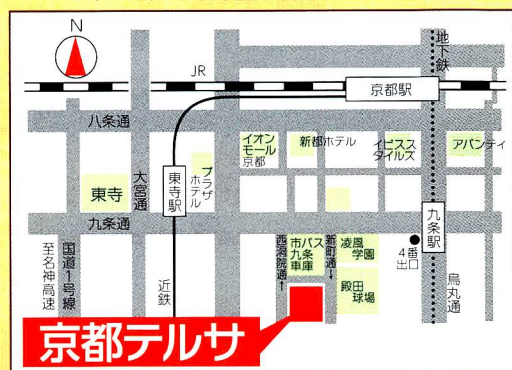 N
JR
地下鉄
京都駅
八条通
イオン
モール
京都
新都ホテル
イビスス
タイルズ
アバンティ
東寺
大宮通
東寺駅
プラザ
ホテル
九条通
九条駅
至名神高速
国道1号線
近鉄
西洞院通↑
市バス
九条
車庫
新町通↓
凌風
学園
殿田
球場
4番
出口
烏丸通
京都テルサ